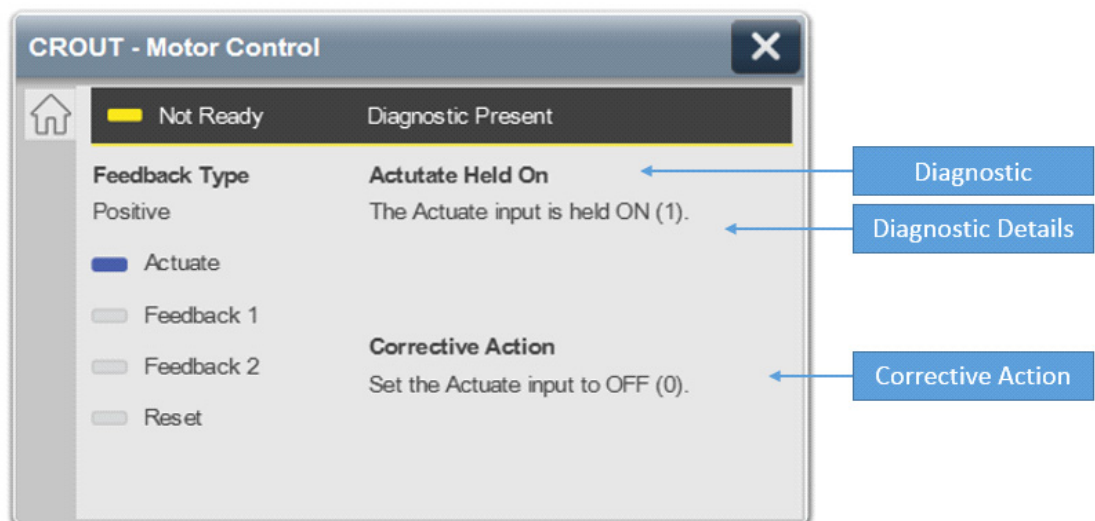 CROUT - Motor Control
Not Ready Diagnostic Present
Feedback Type Actutate Held On Diagnostic
Positive The Actuate input is held ON (1). Diagnostic Details
Actuate
Feedback 1
Corrective Action
Feedback 2 Set the Actuate input to OFF (0). Corrective Action
Reset